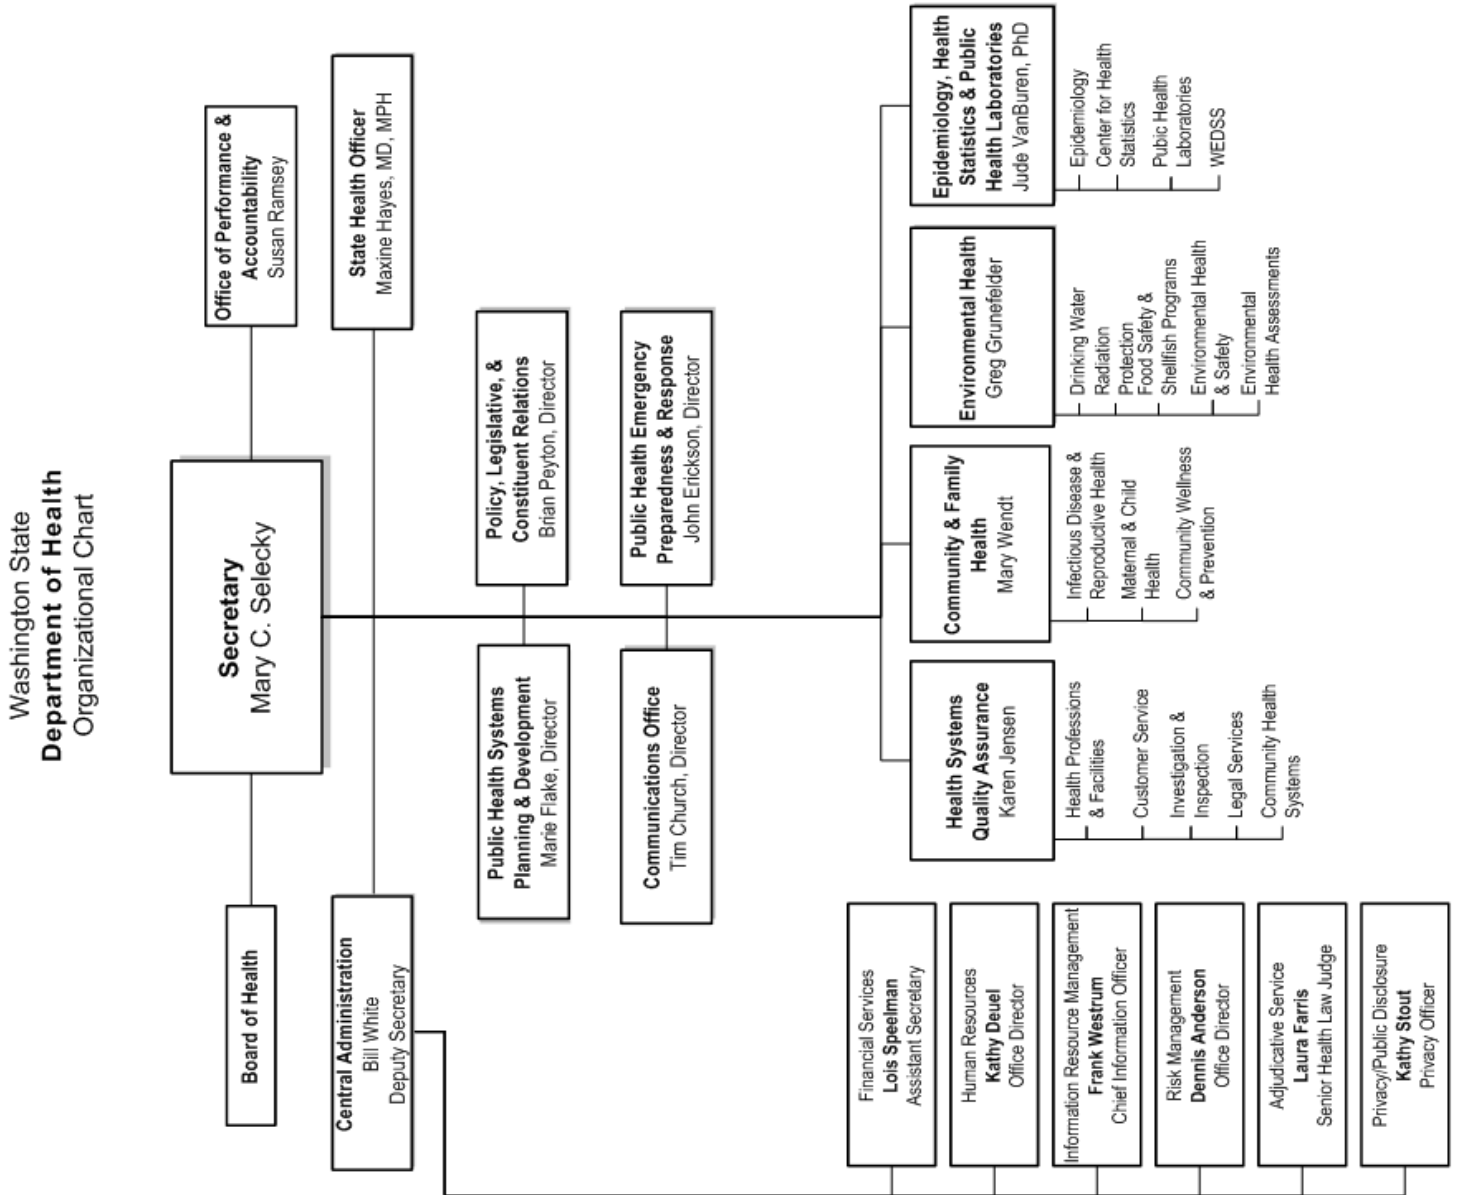 Washington State
Department of Health
Organizational Chart
Secretary
Mary C. Selecky
Board of Health
Office of Performance &
Accountability
Susan Ramsey
Central Administration
Bill White
Deputy Secretary
State Health Officer
Maxine Hayes, MD, MPH
Public Health Systems
Planning & Development
Marie Flake, Director
Policy, Legislative, &
Constituent Relations
Brian Peyton, Director
Communications Office
Tim Church, Director
Public Health Emergency
Preparedness & Response
John Erickson, Director
Financial Services
Lois Speelman
Assistant Secretary
Human Resources
Kathy Deuel
Office Director
Information Resource Management
Frank Westrum
Chief Information Officer
Risk Management
Dennis Anderson
Office Director
Adjudicative Service
Laura Farris
Senior Health Law Judge
Privacy/Public Disclosure
Kathy Stout
Privacy Officer
Health Systems
Quality Assurance
Karen Jensen
Health Professions
& Facilities
Customer Service
Investigation &
Inspection
Legal Services
Community Health
Systems
Community & Family
Health
Mary Wendt
Infectious Disease &
Reproductive Health
Maternal & Child
Health
Community Wellness
& Prevention
Environmental Health
Greg Grunefelder
Drinking Water
Radiation
Protection
Food Safety &
Shellfish Programs
Environmental Health
& Safety
Environmental
Health Assessments
Epidemiology, Health
Statistics & Public
Health Laboratories
Jude VanBuren, PhD
Epidemiology
Center for Health
Statistics
Pubic Health
Laboratories
WEDSS